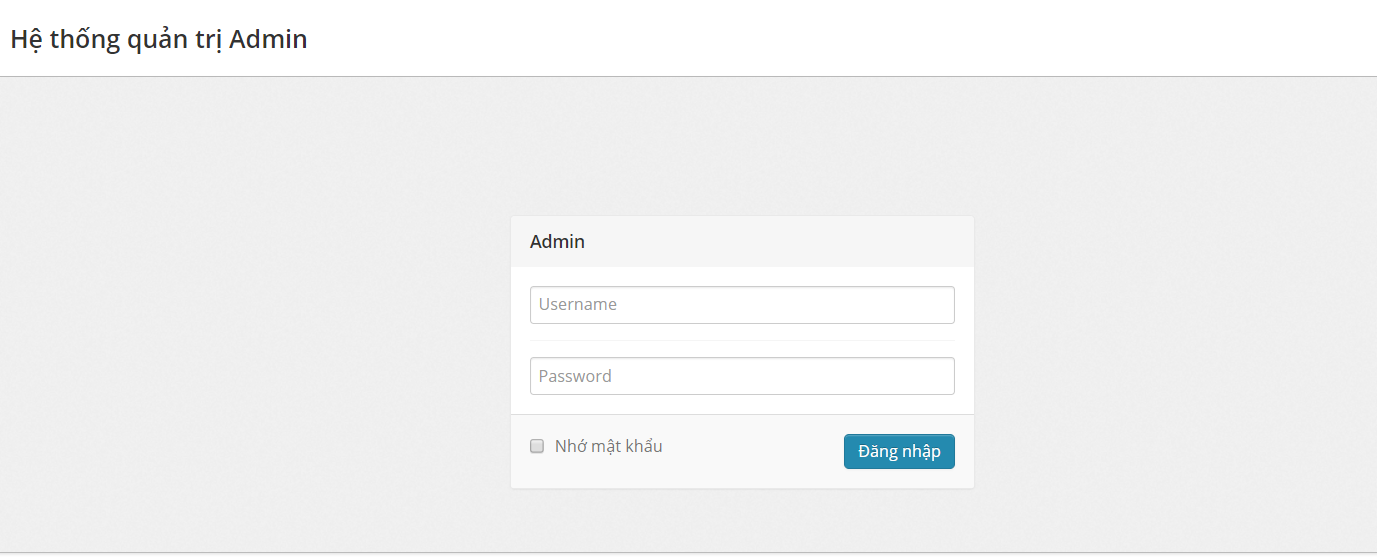 Hệ thống quản trị Admin
Admin
Username
Password
Nhớ mật khẩu
Đăng nhập